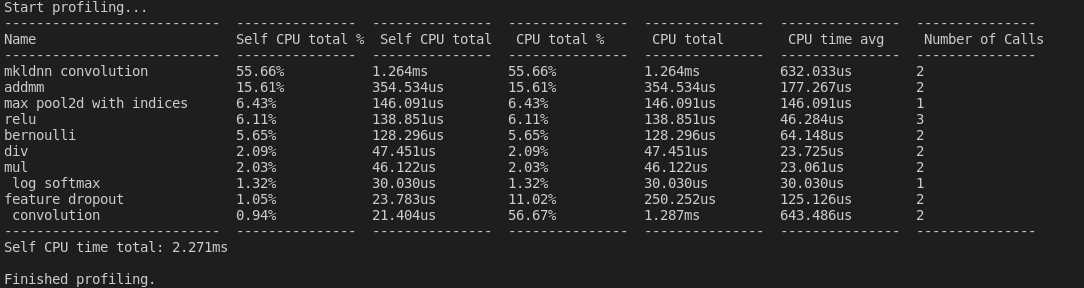 Start profiling...
---------------------------  ---------------  ---------------  ---------------  ---------------  ---------------  ---------------
Name                         Self CPU total %  Self CPU total   CPU total %      CPU total        CPU time avg     Number of Calls
---------------------------  ---------------  ---------------  ---------------  ---------------  ---------------  ---------------
mkldnn convolution           55.66%           1.264ms          55.66%           1.264ms          632.033us        2
addmm                        15.61%           354.534us        15.61%           354.534us        177.267us        2
max pool2d with indices      6.43%            146.091us        6.43%            146.091us        146.091us        1
relu                         6.11%            138.851us        6.11%            138.851us        46.284us         3
bernoulli                    5.65%            128.296us        5.65%            128.296us        64.148us         2
div                          2.09%            47.451us         2.09%            47.451us         23.725us         2
mul                          2.03%            46.122us         2.03%            46.122us         23.061us         2
 log softmax                 1.32%            30.030us         1.32%            30.030us         30.030us         1
feature dropout              1.05%            23.783us         11.02%           250.252us        125.126us        2
 convolution                 0.94%            21.404us         56.67%           1.287ms          643.486us        2
---------------------------  ---------------  ---------------  ---------------  ---------------  ---------------  ---------------
Self CPU time total: 2.271ms

Finished profiling.